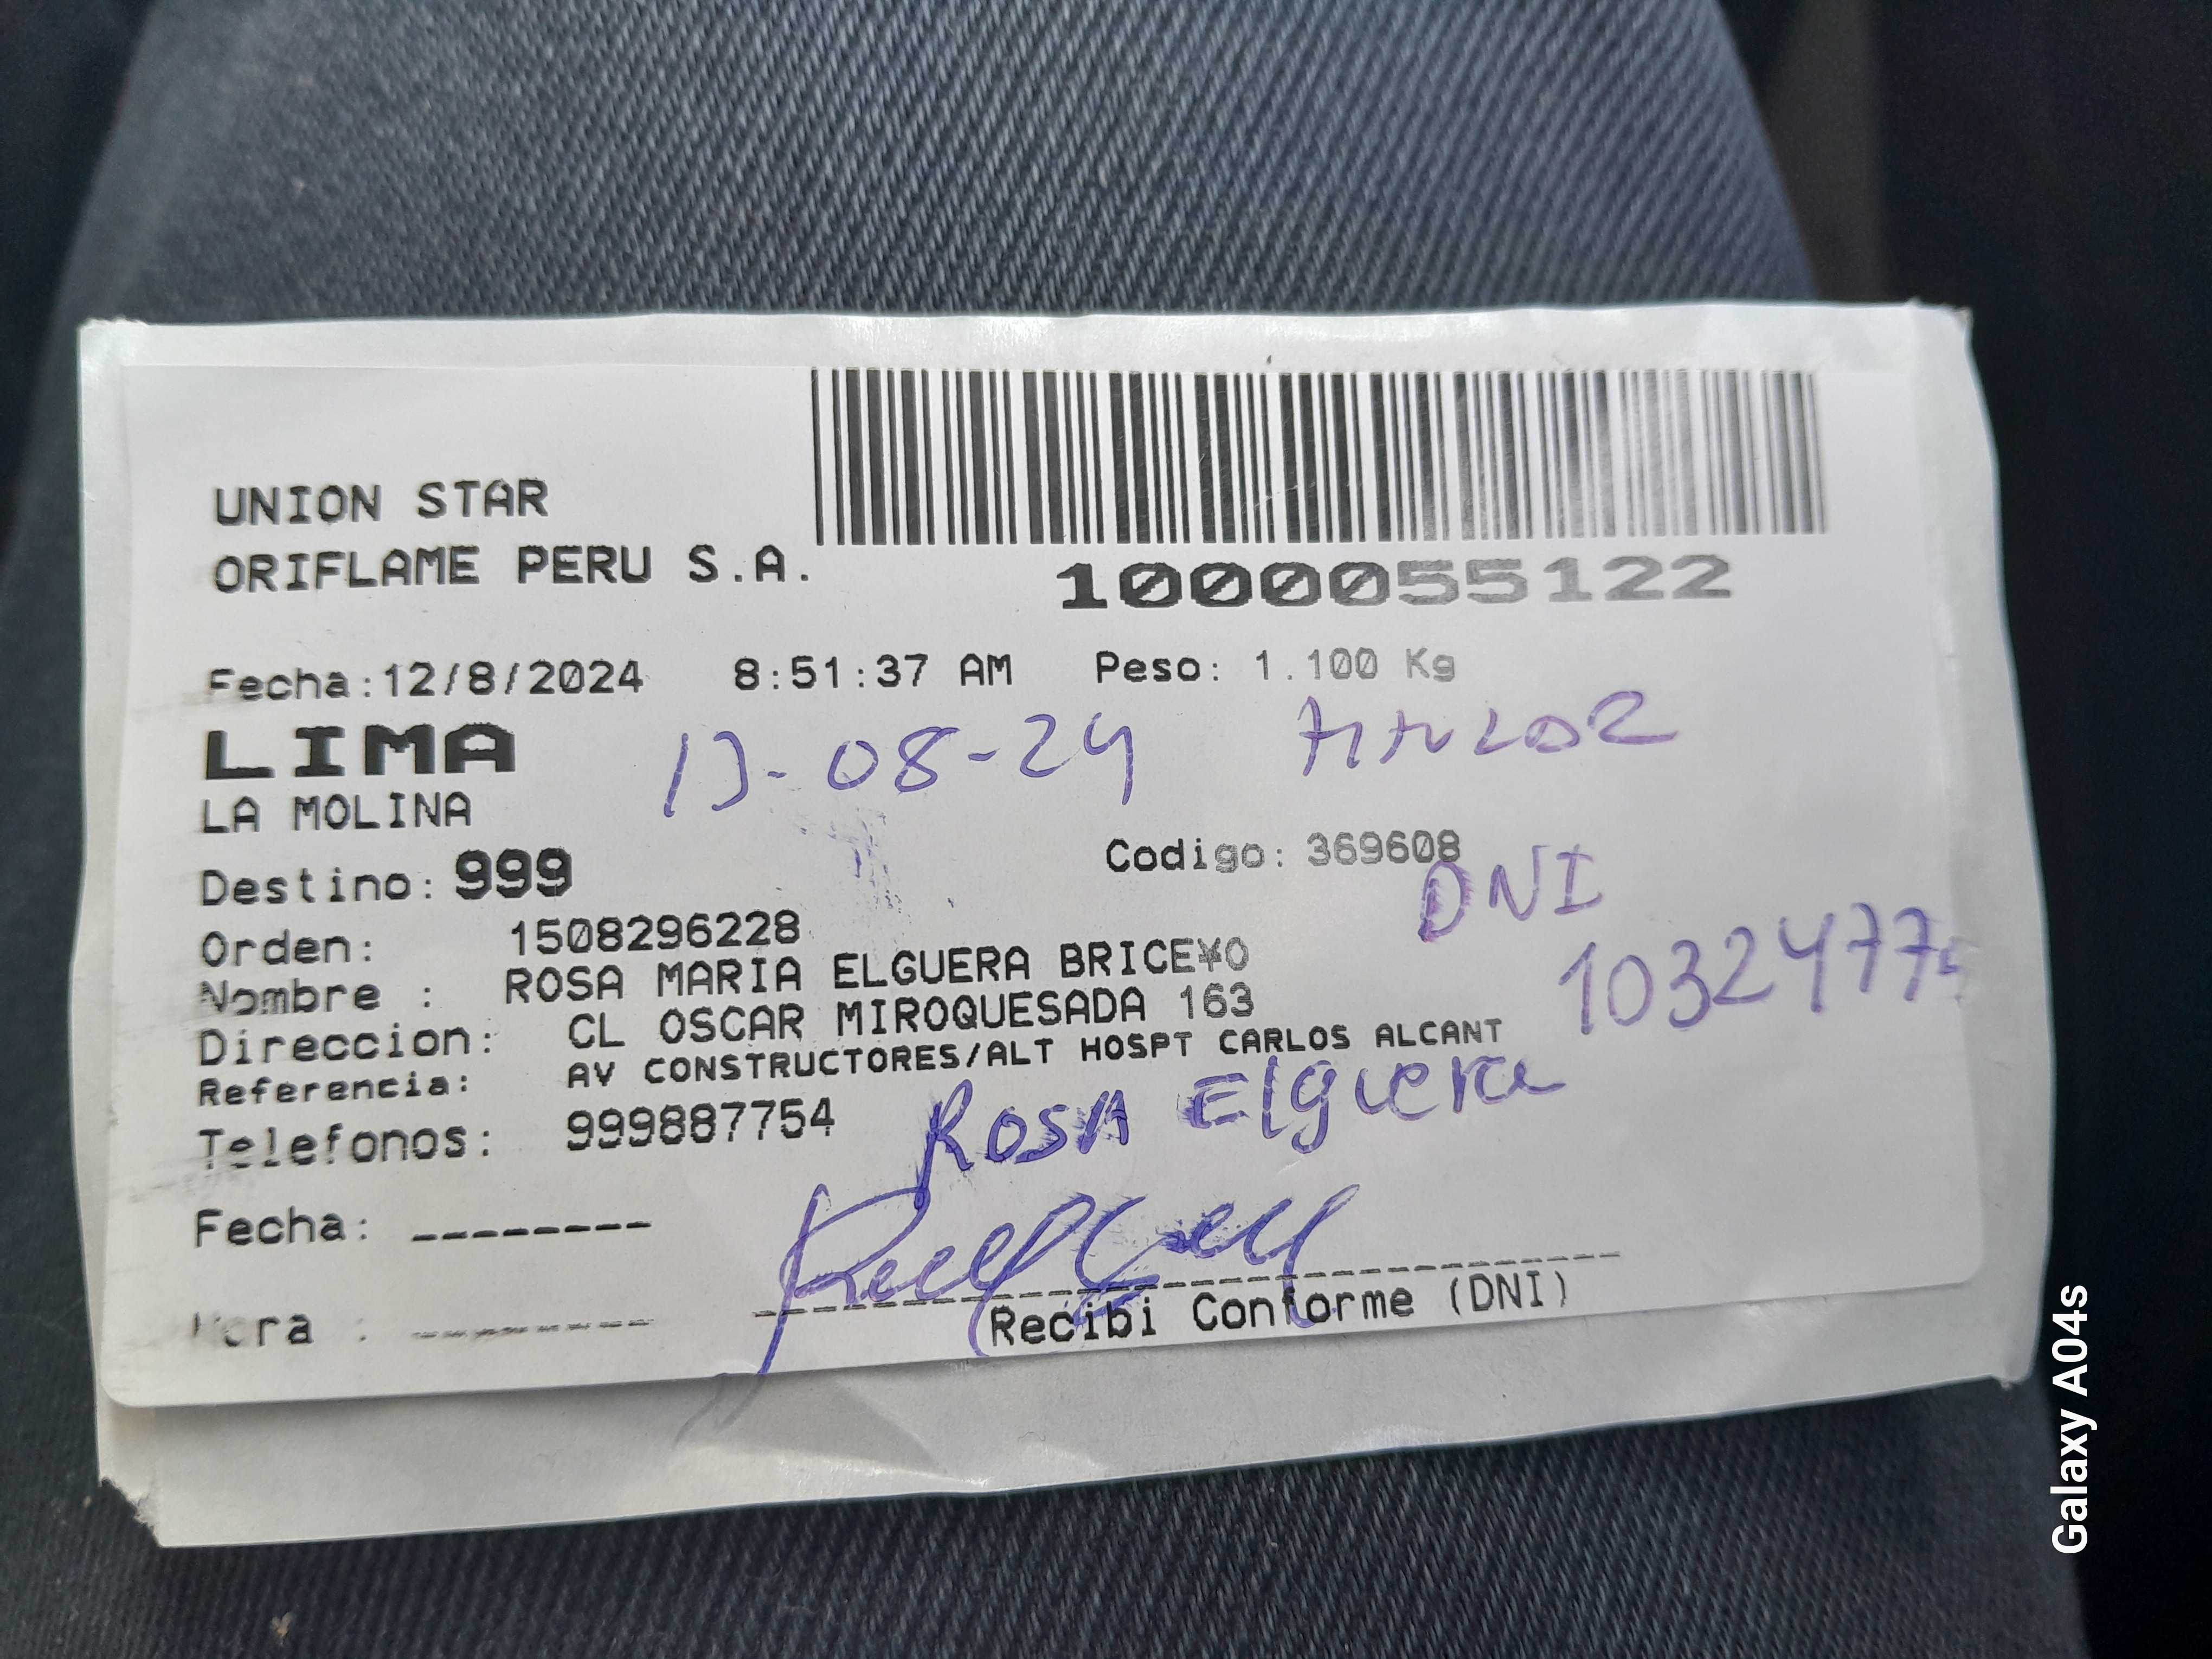 UNION STAR
ORIFLAME PERU S.A.
1000055122
Fecha:12/8/2024 8:51:37 AM Peso: 1.100 Kg
LIMA 13-08-24 titular
LA MOLINA
Destino: 999 Codigo: 369608
DNI
Orden: 1508296228
Nombre : ROSA MARIA ELGUERA BRICE¥O
1032477
Direccion: CL OSCAR MIROQUESADA 163
Referencia: AV CONSTRUCTORES/ALT HOSPT CARLOS ALCANT
Telefonos: 999887754
ROSA Elguera
Fecha: --------
Hora : --------
Recibi Conforme (DNI)
Galaxy A04s